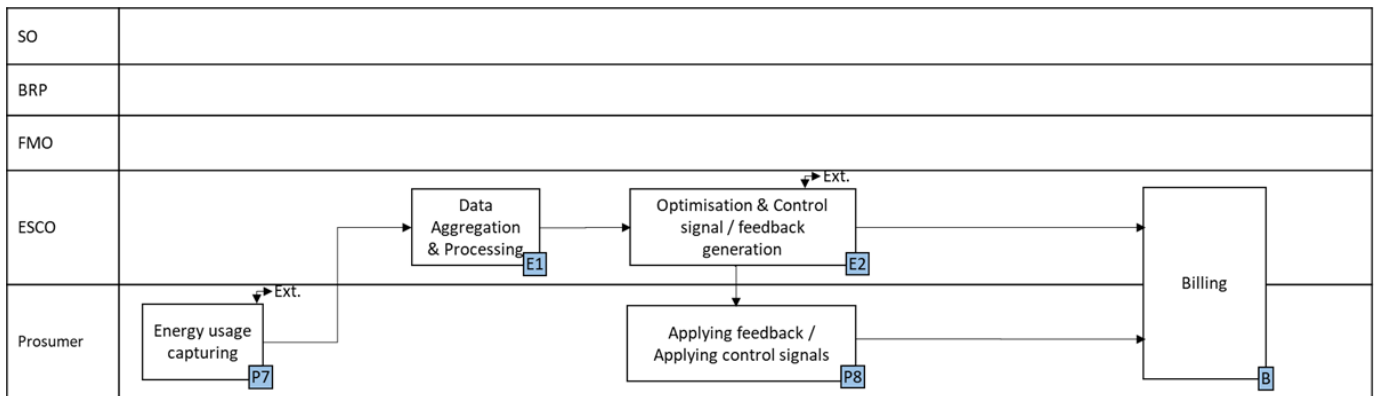 SO
BRP
FMO
ESCO
Data
Aggregation
& Processing
E1
Ext.
Optimisation & Control
signal / feedback
generation
E2
Billing
B
Prosumer
Ext.
Energy usage
capturing
P7
Applying feedback /
Applying control signals
P8